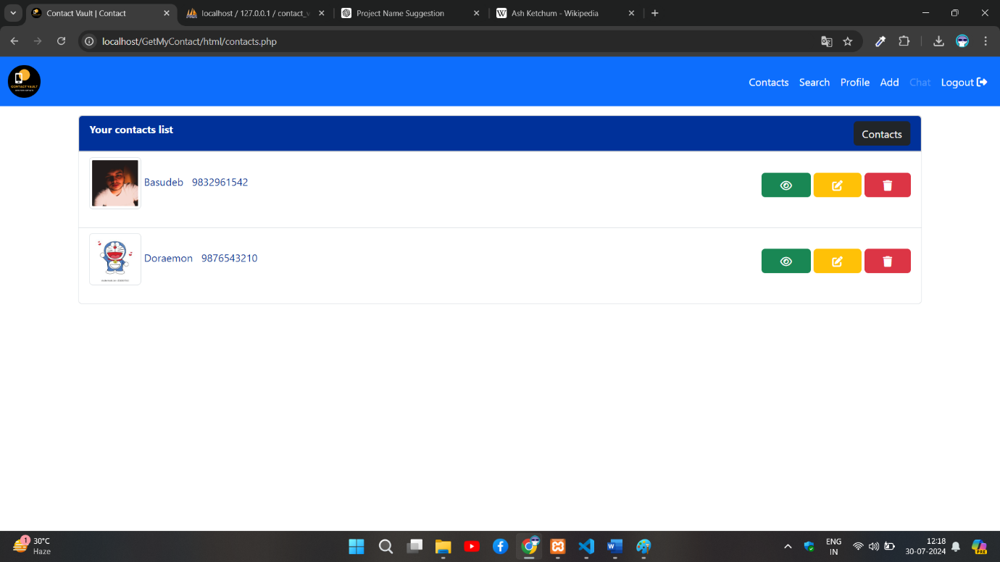 Contact Vault | Contact
localhost / 127.0.0.1 / contact_v
Project Name Suggestion
Ash Ketchum - Wikipedia
localhost/GetMyContact/html/contacts.php
CONTACT VAULT
Contacts Search Profile Add Chat Logout
Your contacts list
Contacts
Basudeb 9832961542
Doraemon 9876543210
1
30°C
Haze
ENG
IN
12:18
30-07-2024
PRE